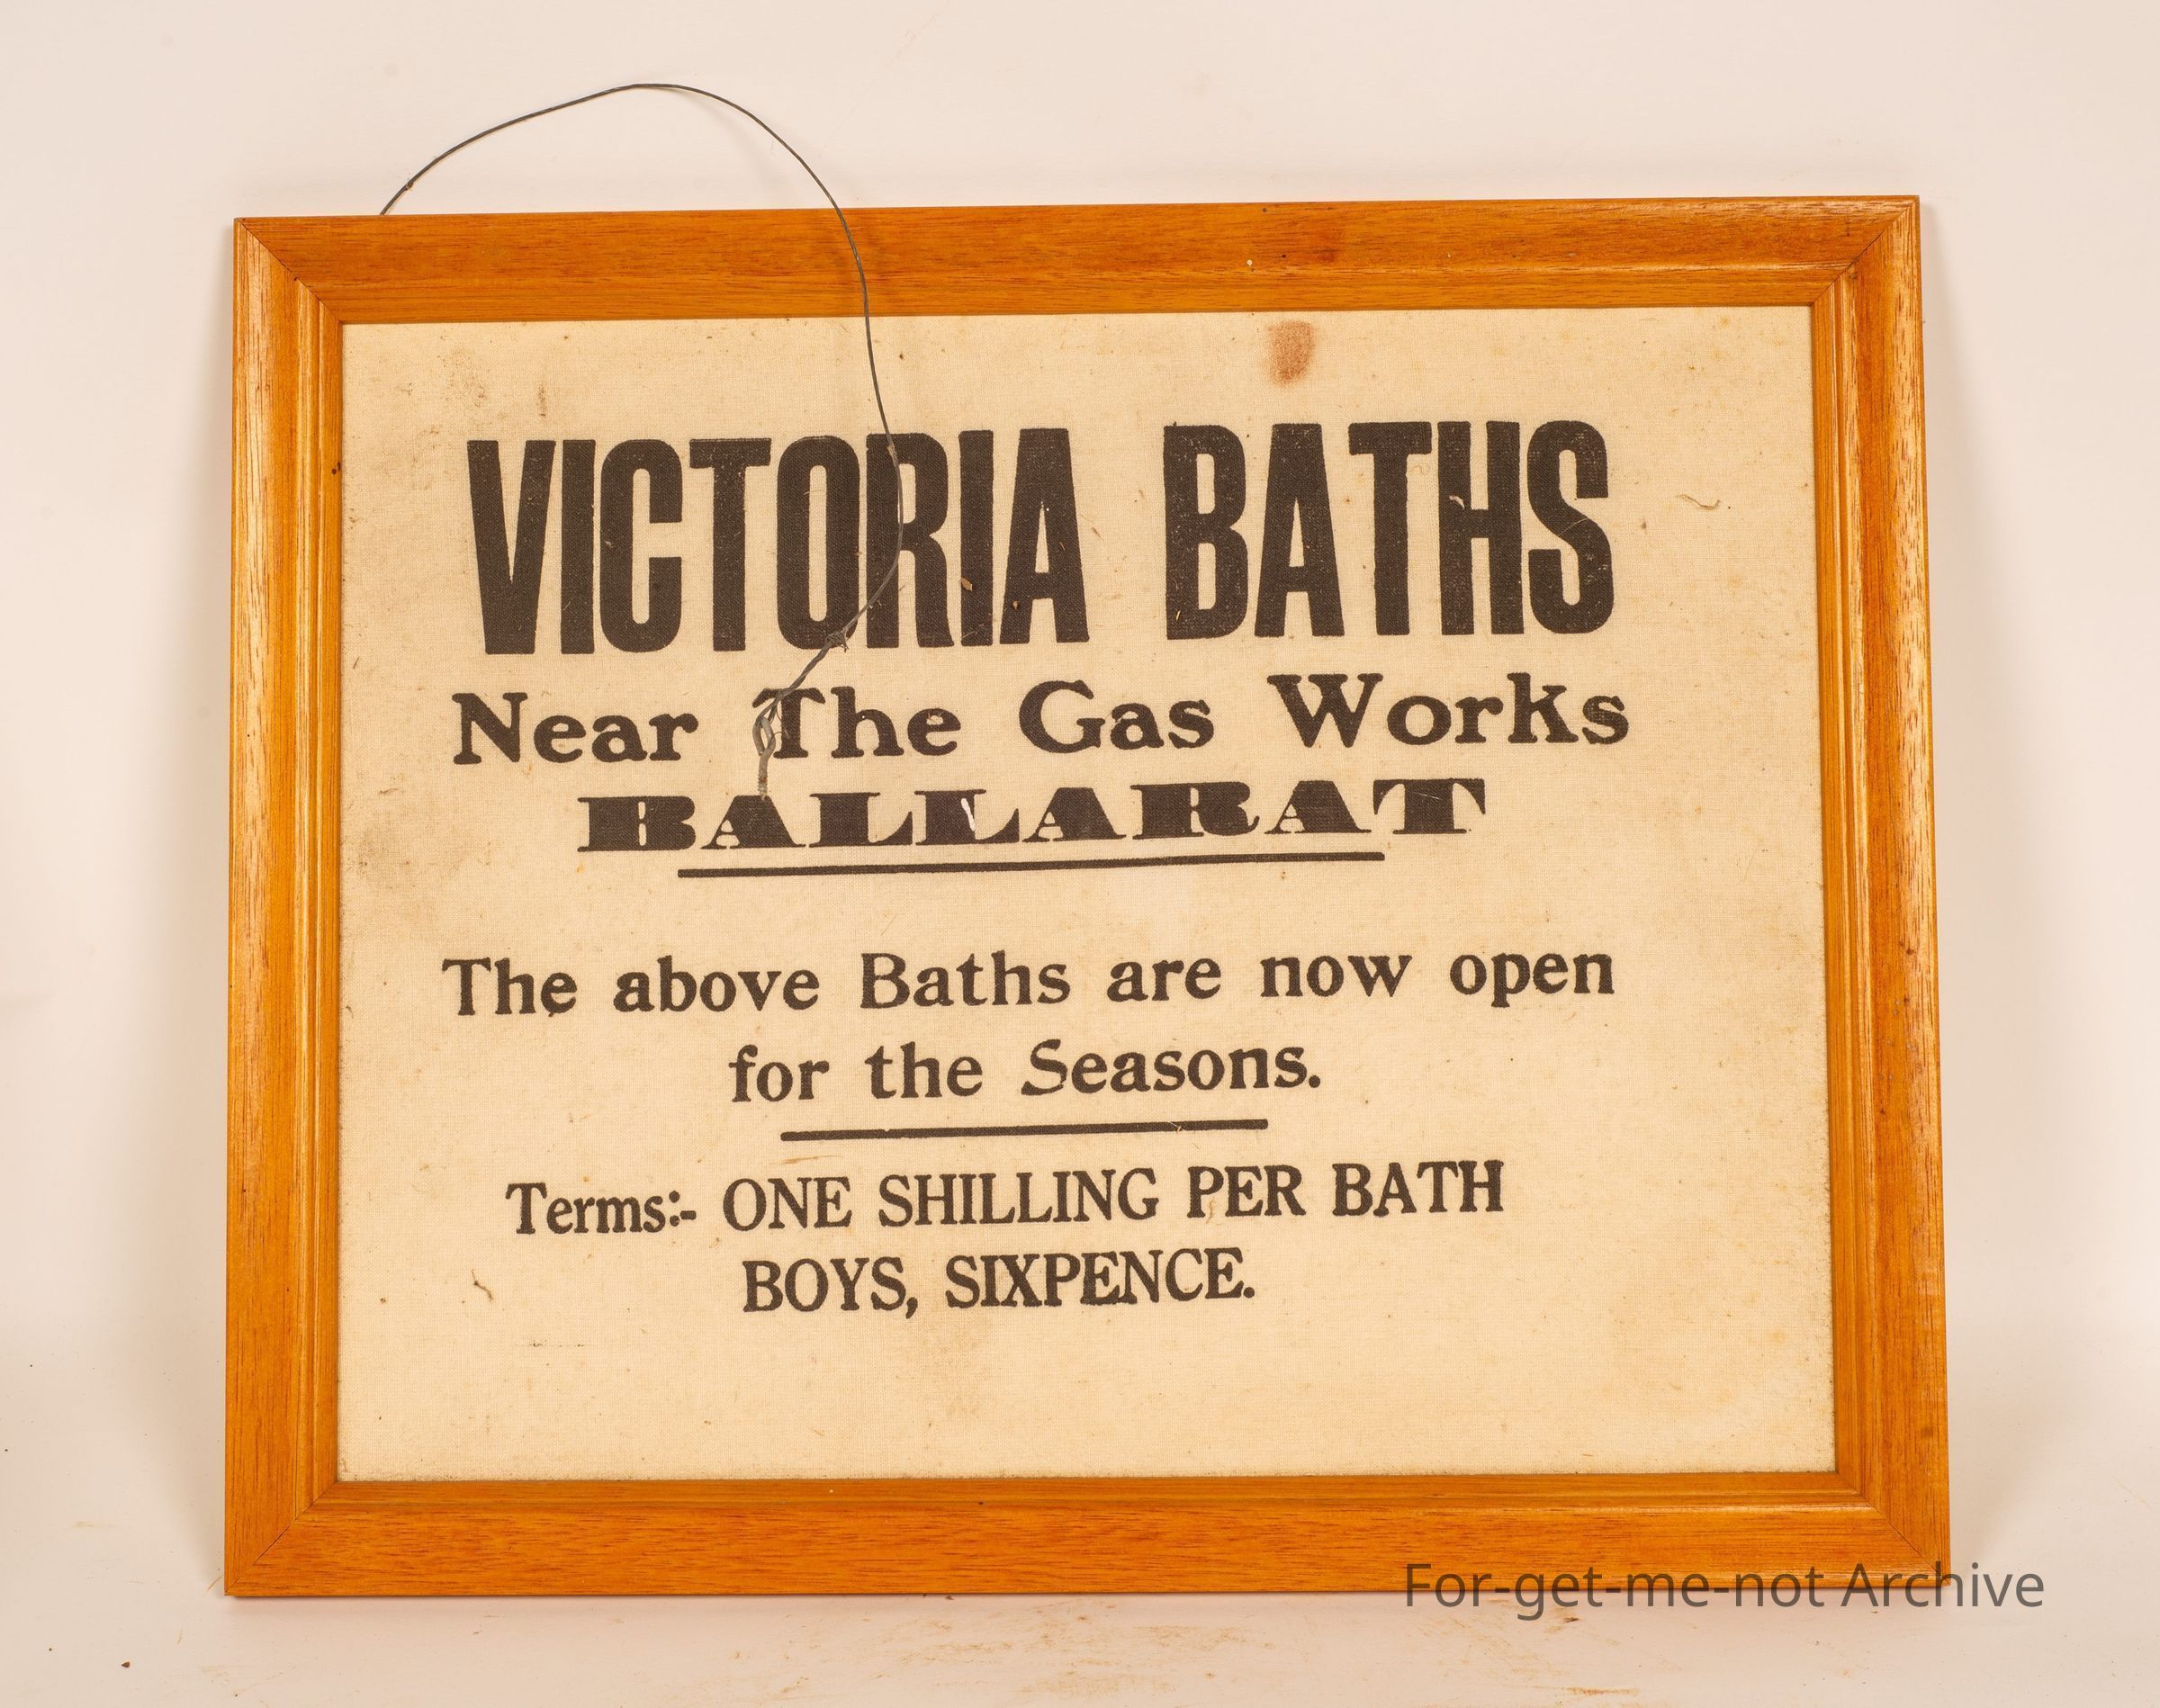 VICTORIA BATHS
Near The Gas Works
BALLARAT
The above Baths are now open
for the Seasons.
Terms:- ONE SHILLING PER BATH
BOYS, SIXPENCE.
For-get-me-not Archive